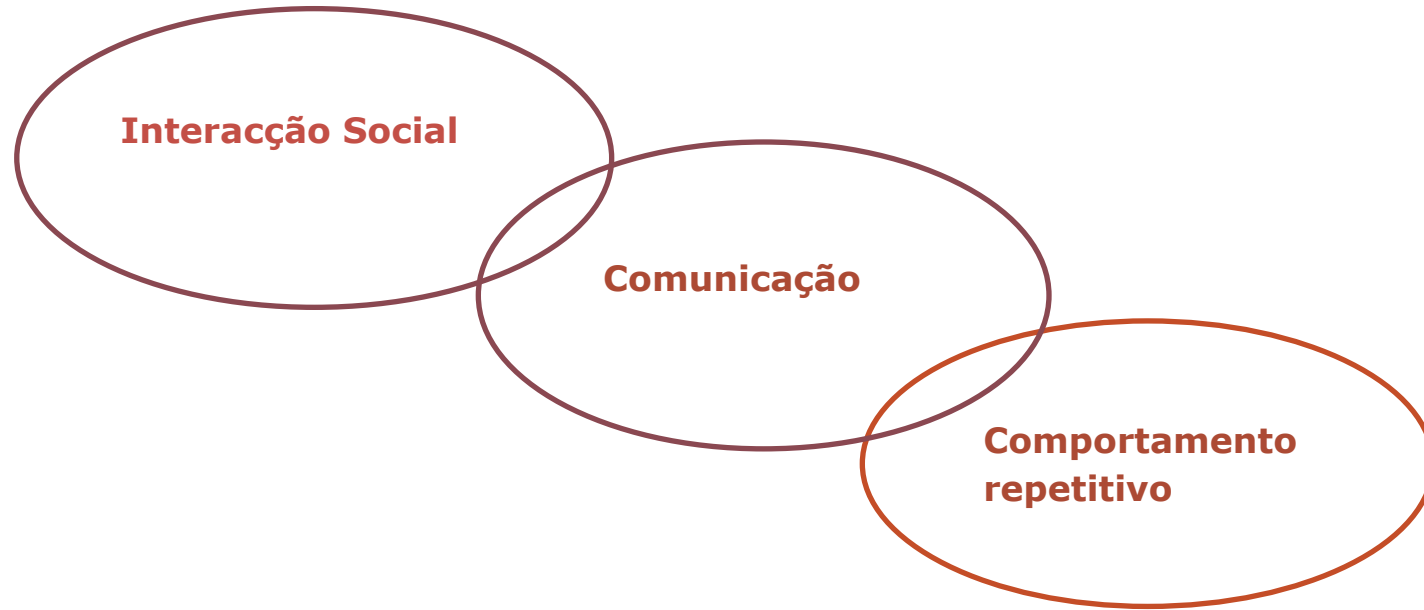 Interacção Social
Comunicação
Comportamento
repetitivo